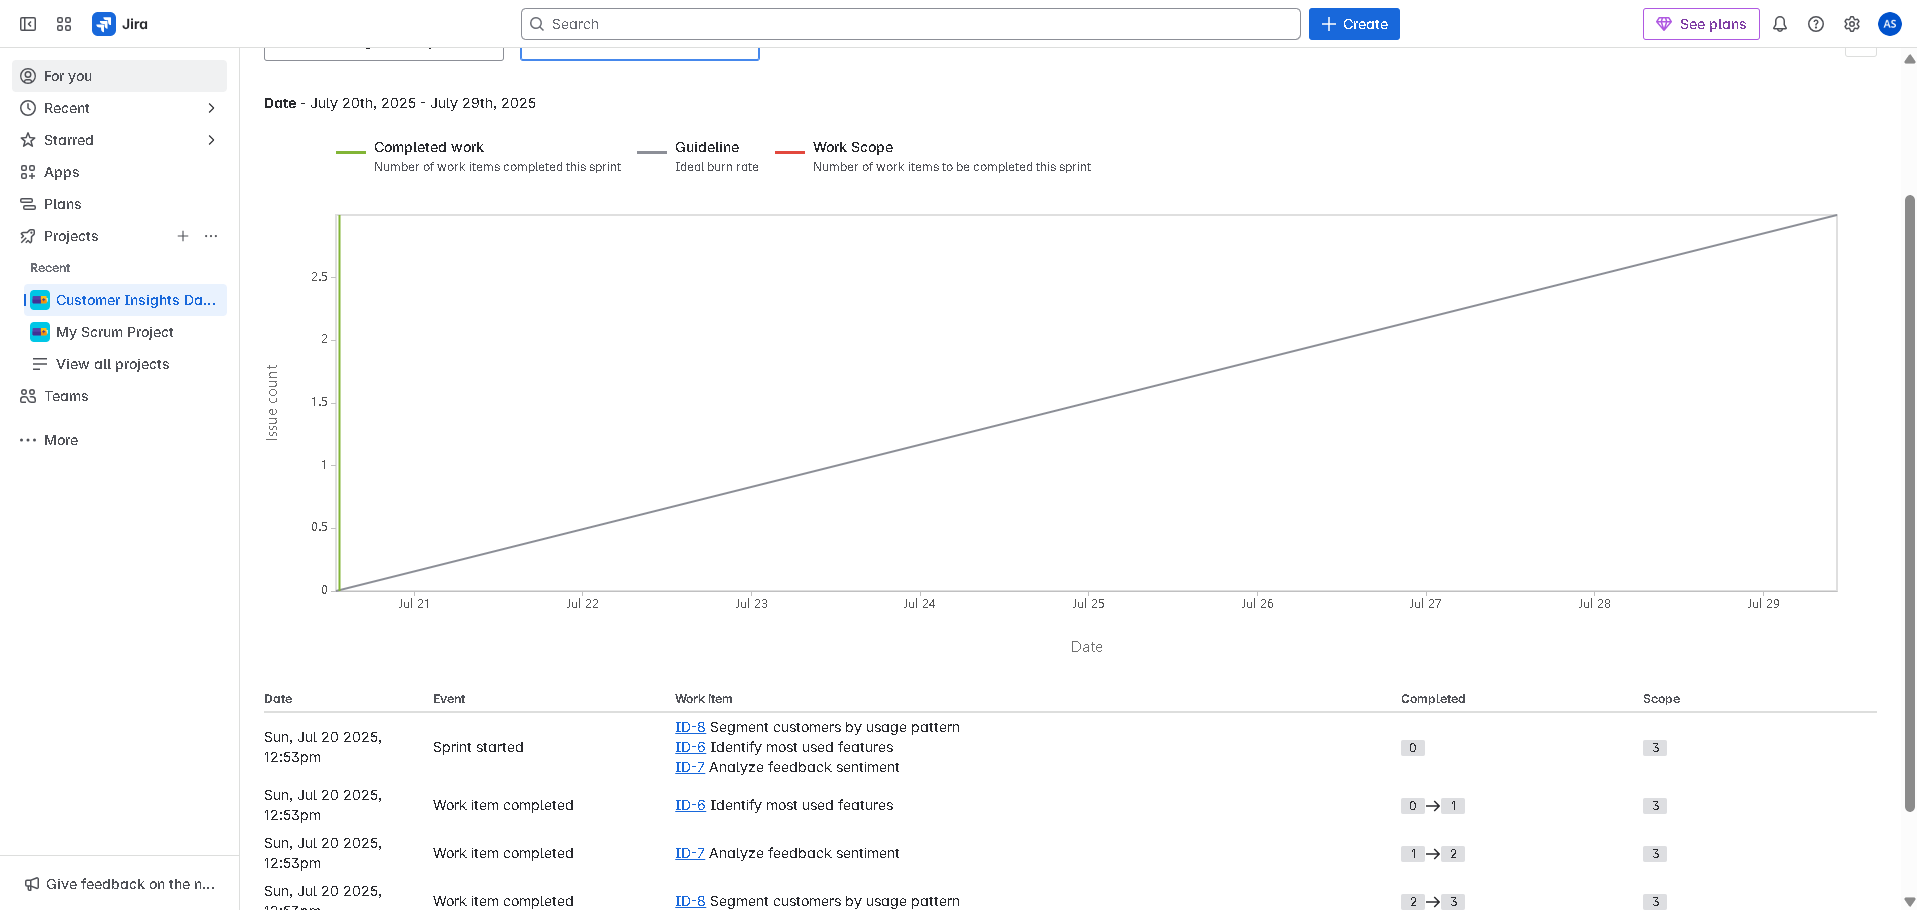 Jira
Search
Create
See plans
AS
For you
Recent
Starred
Apps
Plans
Projects
Recent
Customer Insights Da...
My Scrum Project
View all projects
Teams
More
Give feedback on the n...
Date - July 20th, 2025 - July 29th, 2025
Completed work
Number of work items completed this sprint
Guideline
Ideal burn rate
Work Scope
Number of work items to be completed this sprint
2.5
2
1.5
1
0.5
0
Issue count
Jul 21 Jul 22 Jul 23 Jul 24 Jul 25 Jul 26 Jul 27 Jul 28 Jul 29
Date
Date Event Work item Completed Scope
Sun, Jul 20 2025,
12:53pm
Sprint started
ID-8 Segment customers by usage pattern
ID-6 Identify most used features
ID-7 Analyze feedback sentiment
0 3
Sun, Jul 20 2025,
12:53pm
Work item completed ID-6 Identify most used features 0 → 1 3
Sun, Jul 20 2025,
12:53pm
Work item completed ID-7 Analyze feedback sentiment 1 → 2 3
Sun, Jul 20 2025,
12:53pm
Work item completed ID-8 Segment customers by usage pattern 2 → 3 3